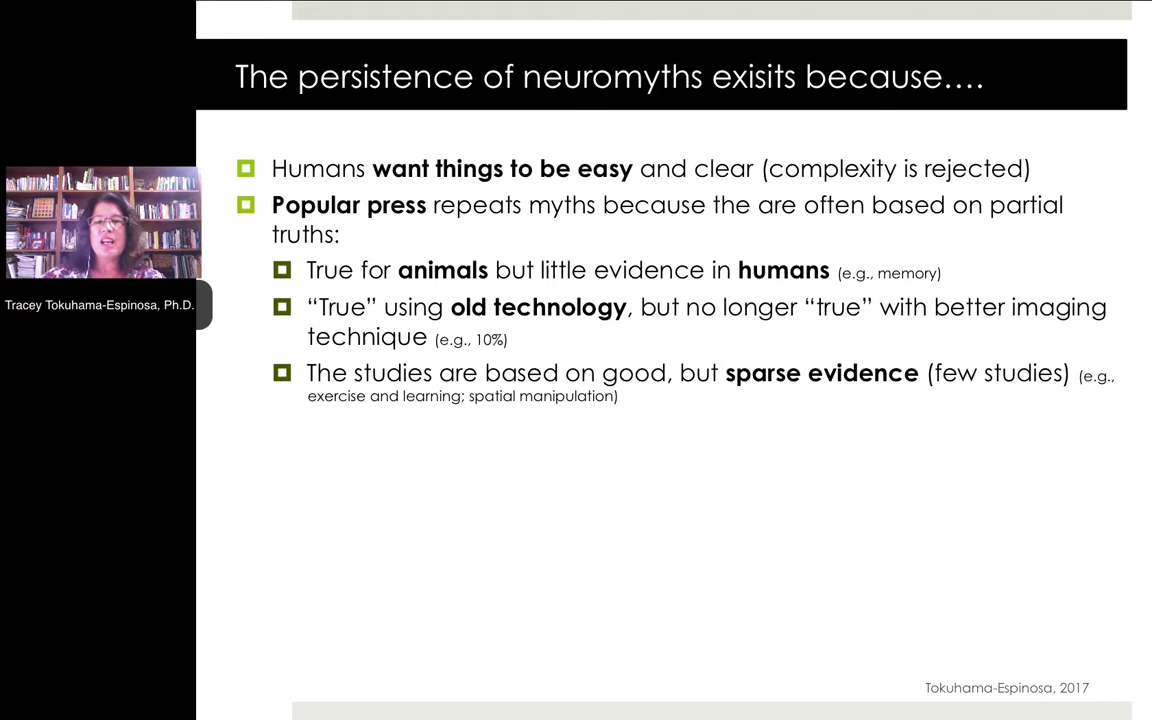 The persistence of neuromyths exisits because....
Humans want things to be easy and clear (complexity is rejected)
Popular press repeats myths because the are often based on partial
truths:
True for animals but little evidence in humans (e.g., memory)
“True” using old technology, but no longer “true” with better imaging
technique (e.g., 10%)
The studies are based on good, but sparse evidence (few studies) (e.g.,
exercise and learning; spatial manipulation)
Tracey Tokuhama-Espinosa, Ph.D.
Tokuhama-Espinosa, 2017